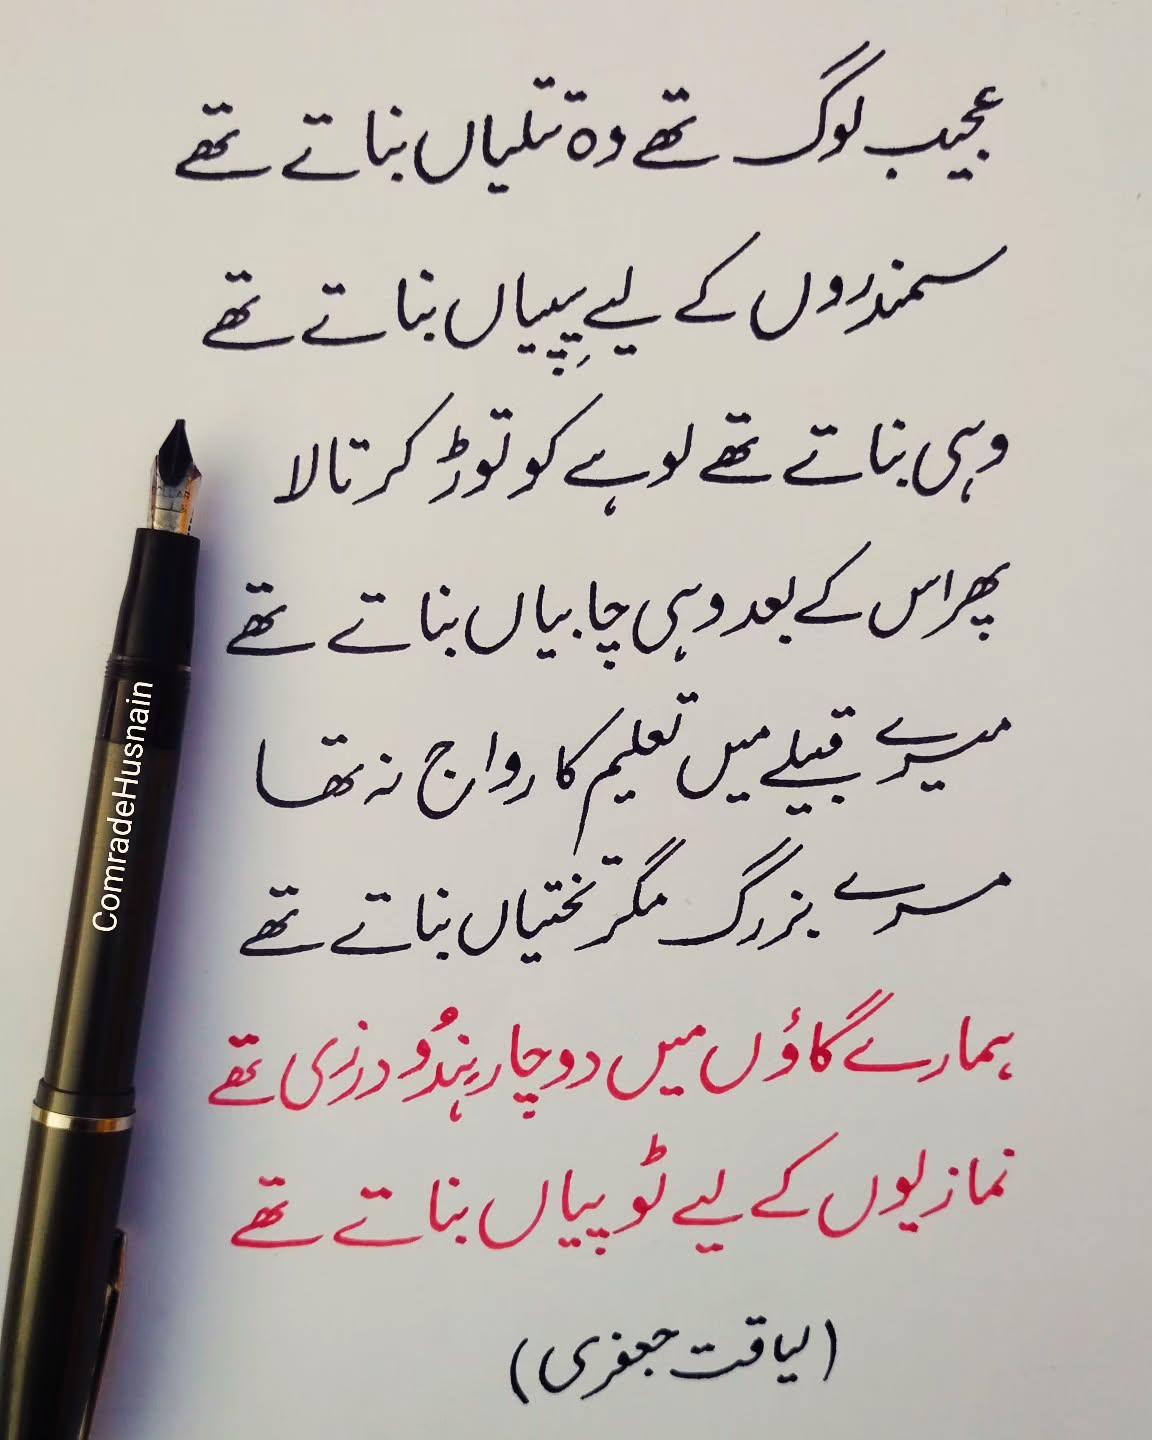 عجیب لوگ تھے وہ تتلیاں بناتے تھے
سمندروں کے لیے سِیپیاں بناتے تھے
وہی بناتے تھے لوہے کو توڑ کر تالا
پھر اس کے بعد وہی چابیاں بناتے تھے
میرے قبیلے میں تعلیم کا رواج نہ تھا
مرے بزرگ مگر تختیاں بناتے تھے
ہمارے گاؤں میں دو چار ہِندُو درزی تھے
نمازیوں کے لیے ٹوپیاں بناتے تھے
(لیاقت جعفری)
ComradeHusnain